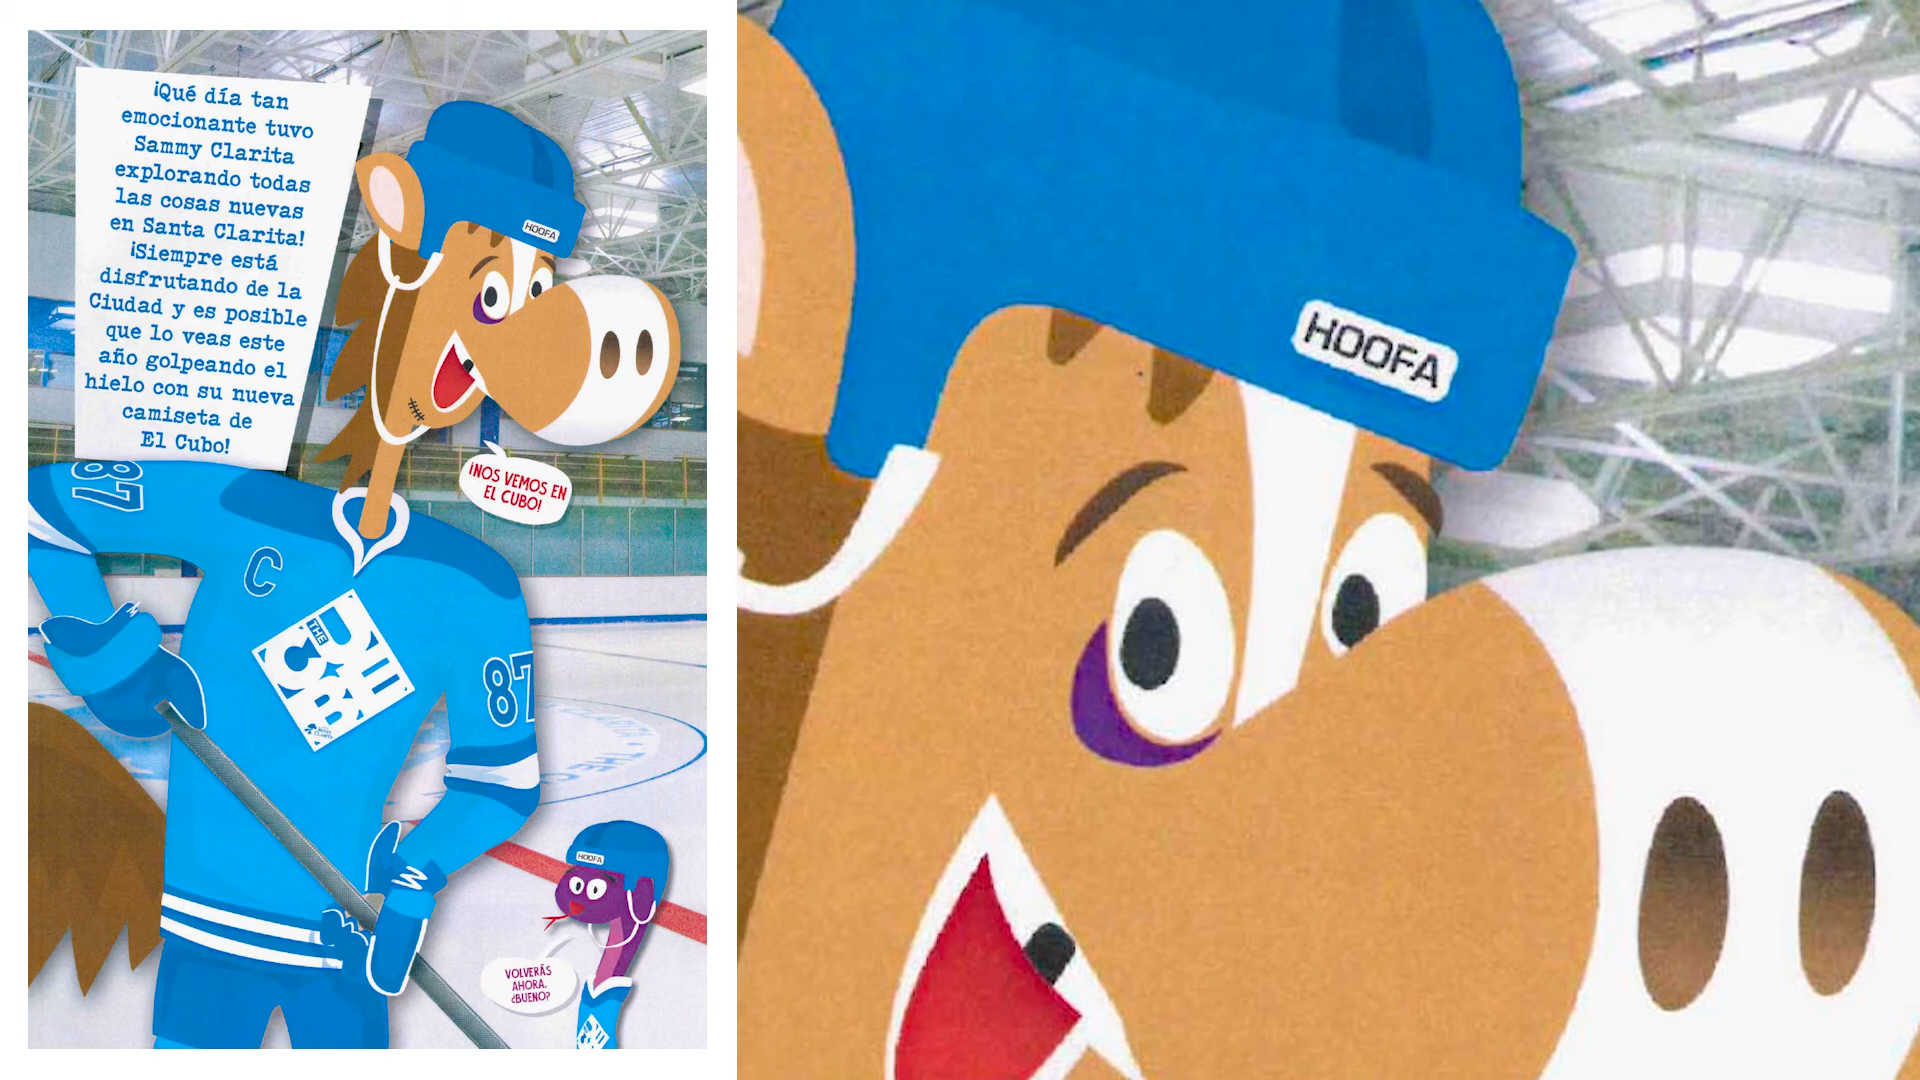 ¡Qué día tan
emocionante tuvo
Sammy Clarita
explorando todas
las cosas nuevas
en Santa Clarita!
¡Siempre está
disfrutando de la
Ciudad y es posible
que lo veas este
año golpeando el
hielo con su nueva
camiseta de
El Cubo!
HOOFA
¡NOS VEMOS EN
EL CUBO!
87
C
THE
CUBE
87
HOOFA
VOLVERÁS
AHORA,
¿BUENO?
HOOFA